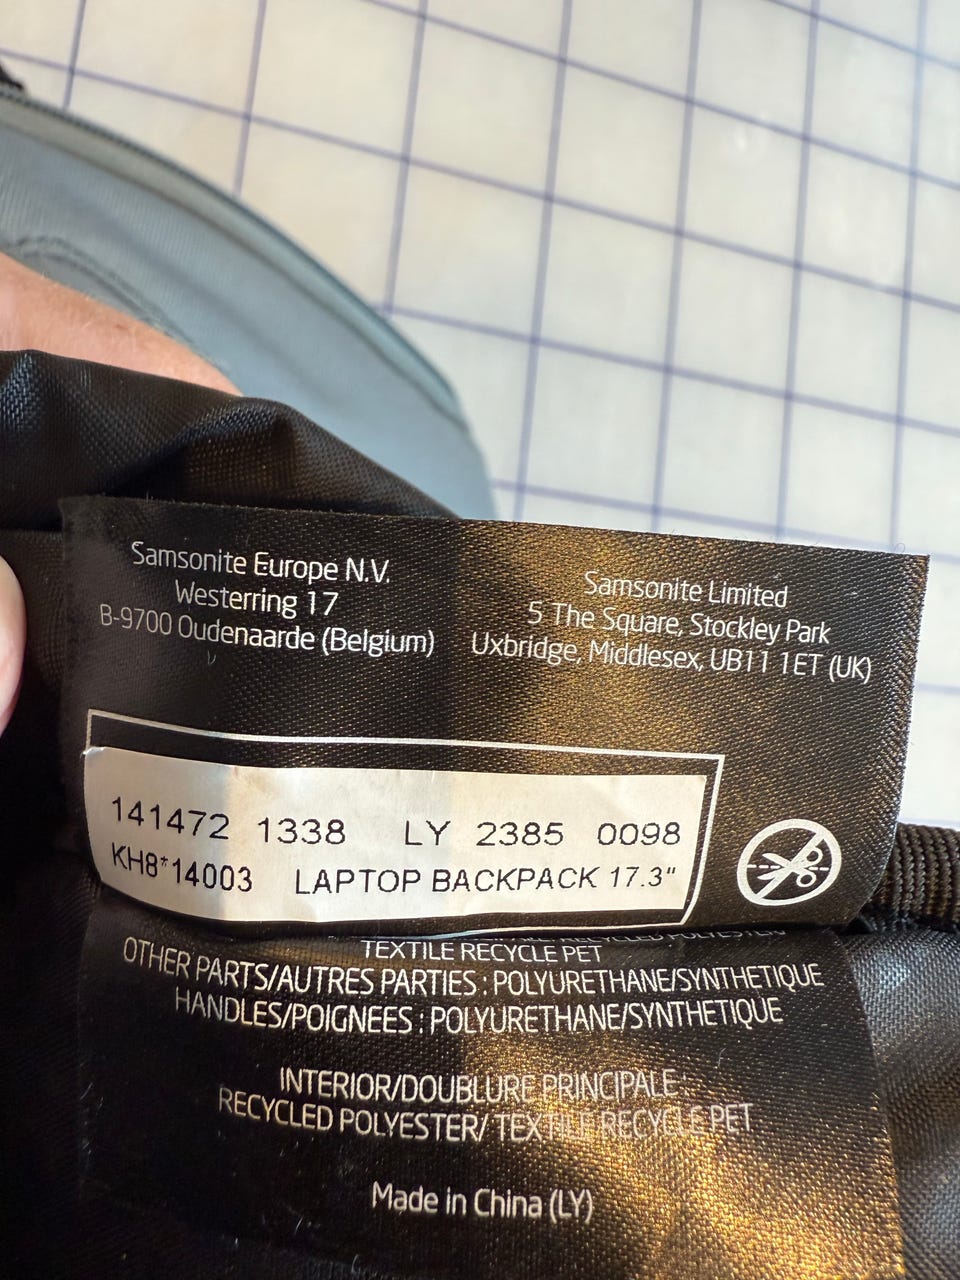 Samsonite Europe N.V.
Westerring 17
B-9700 Oudenaarde (Belgium)
Samsonite Limited
5 The Square, Stockley Park
Uxbridge, Middlesex, UB11 1ET (UK)
141472 1338 LY 2385 0098
KH8*14003 LAPTOP BACKPACK 17.3"
RECYCLED POLYESTER/
TEXTILE RECYCLE PET
OTHER PARTS/AUTRES PARTIES : POLYURETHANE/SYNTHETIQUE
HANDLES/POIGNEES : POLYURETHANE/SYNTHETIQUE
INTERIOR/DOUBLURE PRINCIPALE
RECYCLED POLYESTER/ TEXTILE RECYCLE PET
Made in China (LY)